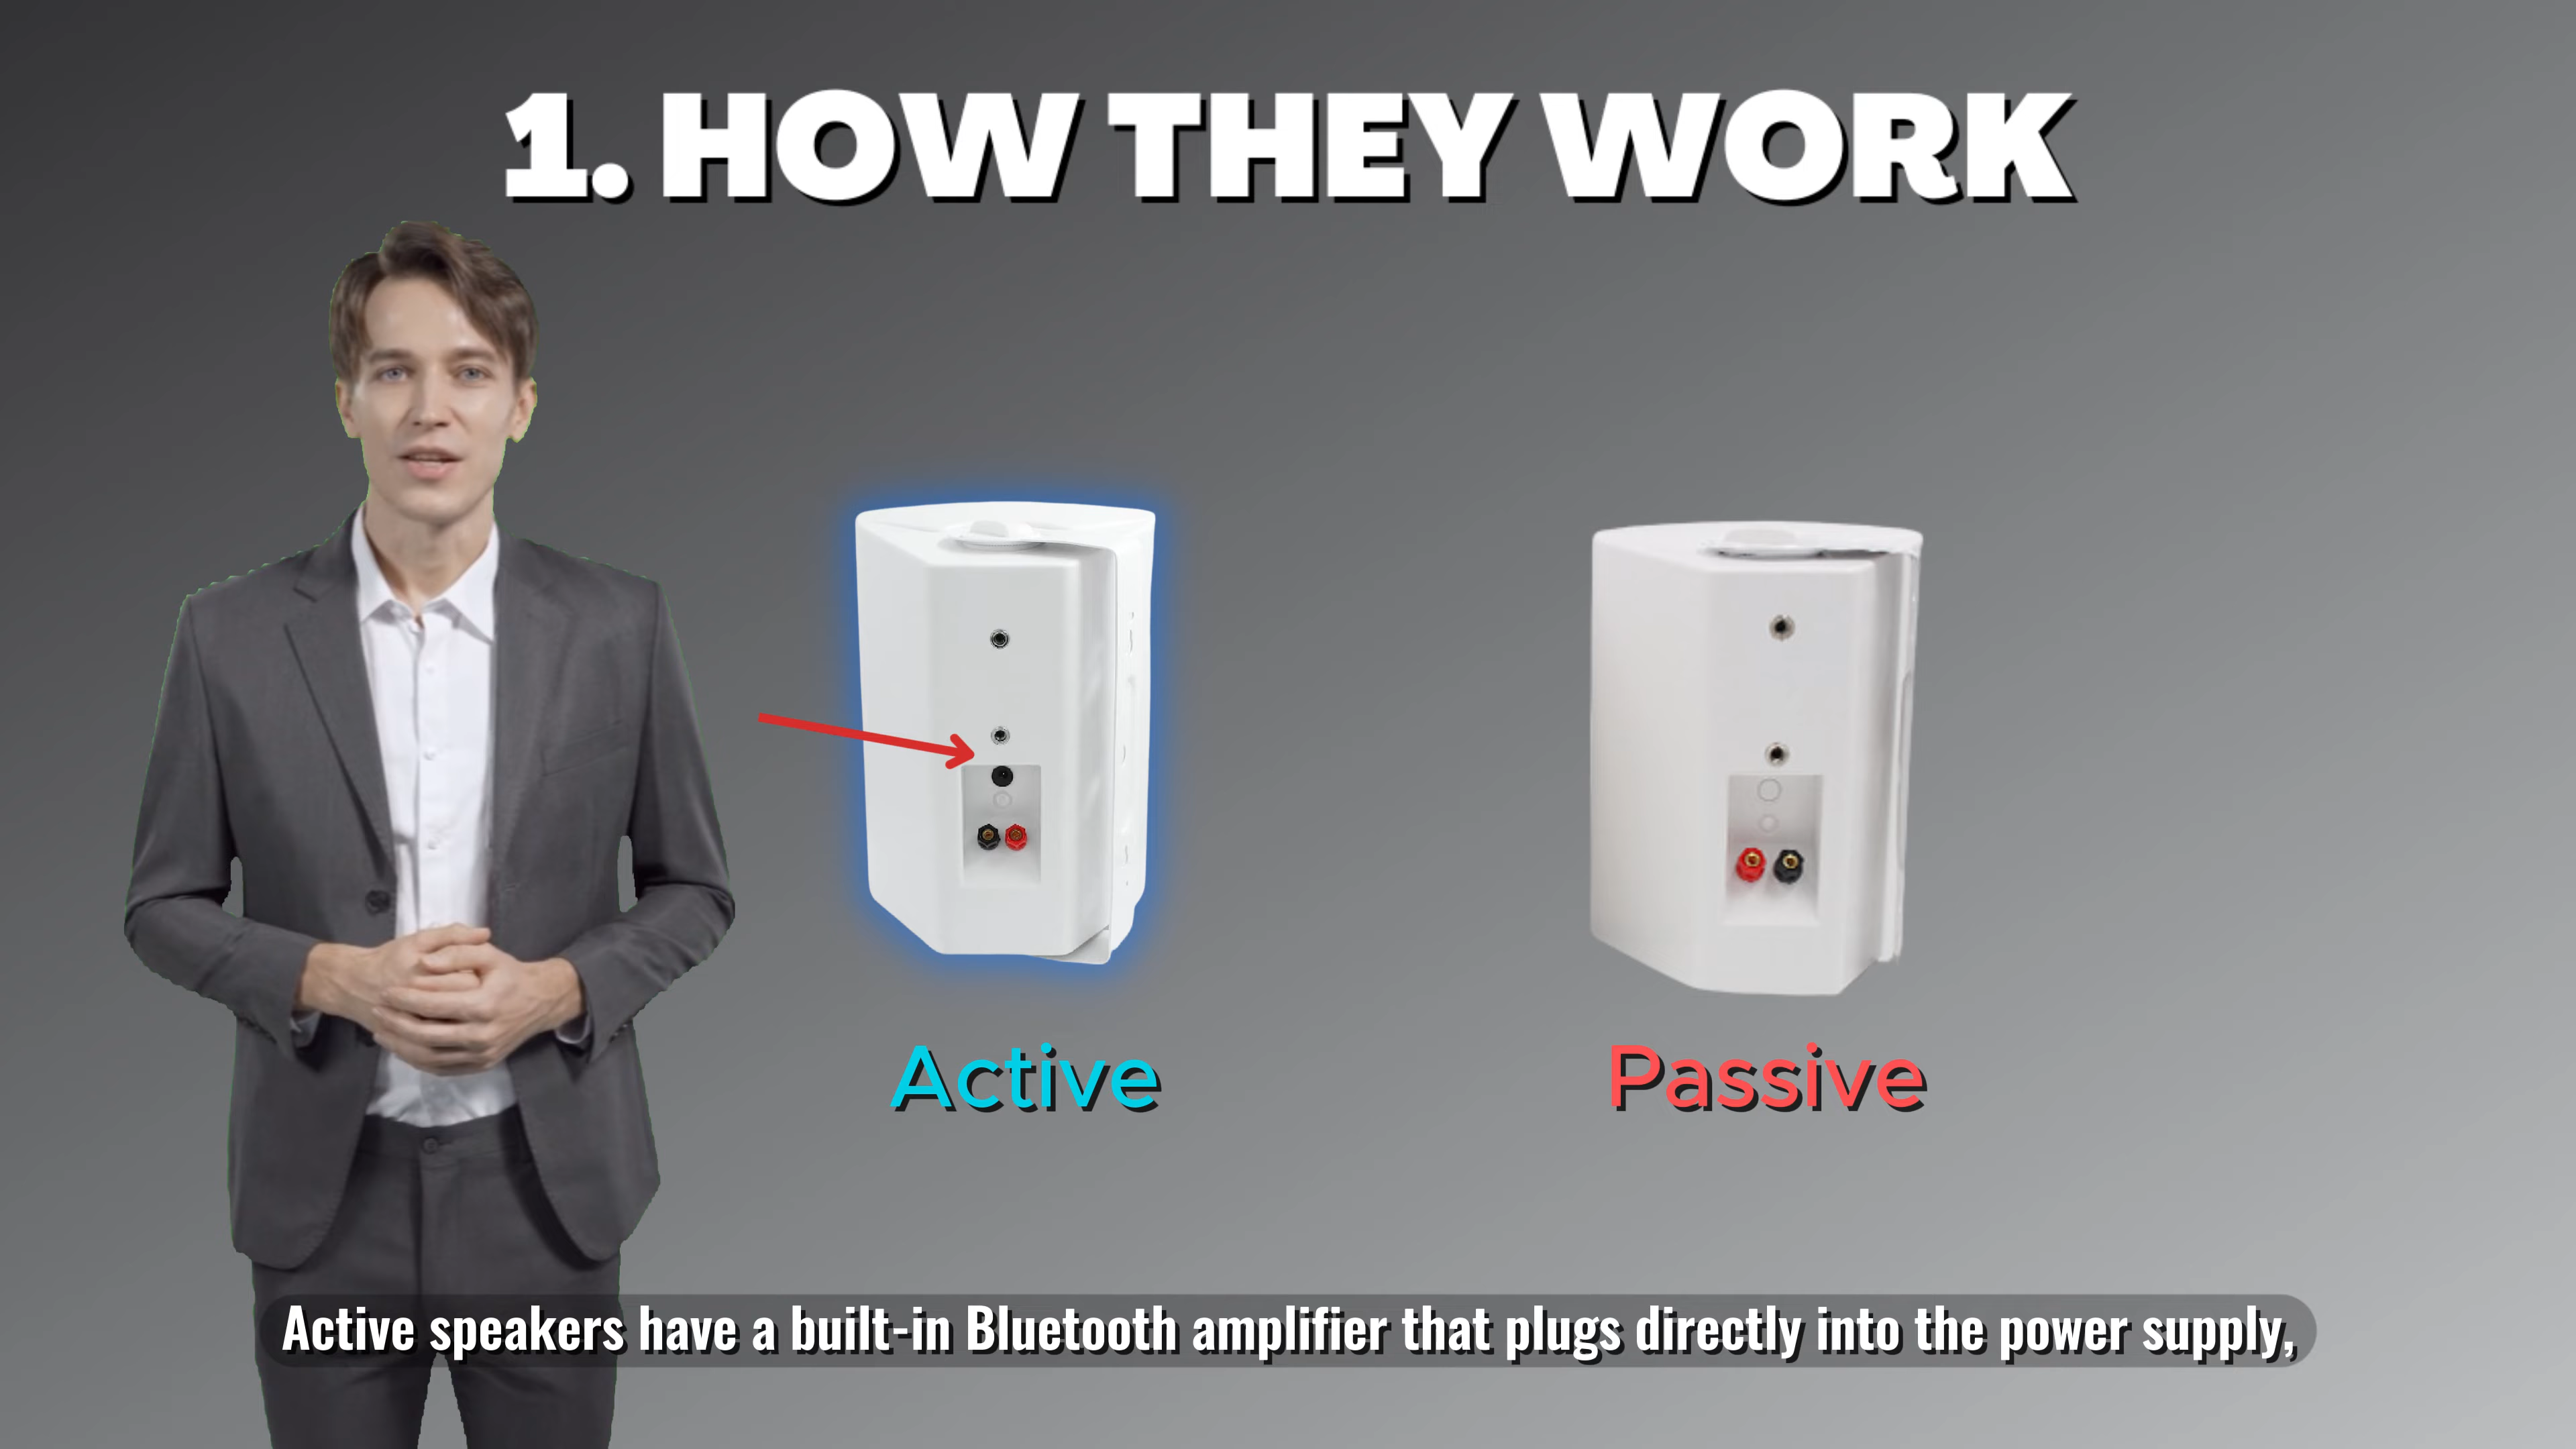 1. HOW THEY WORK
Active
Passive
Active speakers have a built-in Bluetooth amplifier that plugs directly into the power supply,